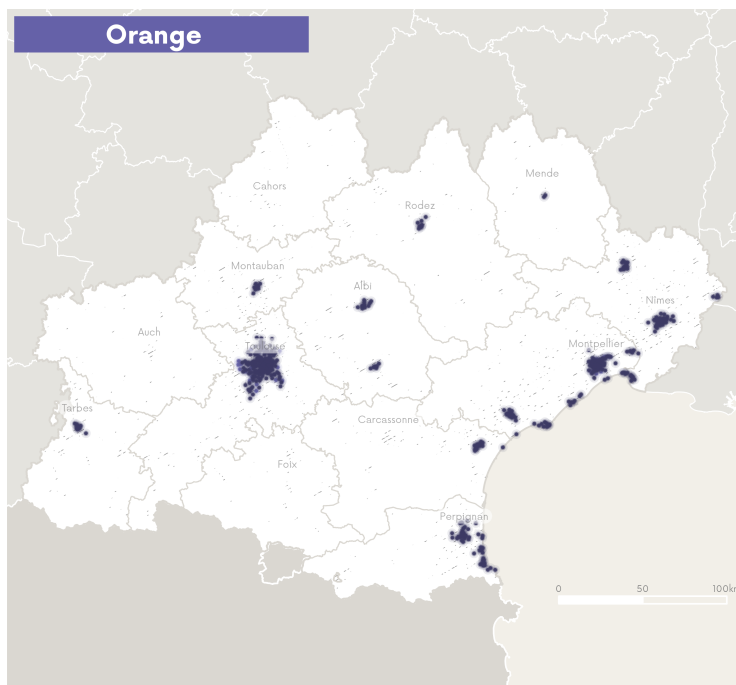 Orange
Mende
Cahors
Rodez
Montauban
Albi
Nîmes
Auch
Toulouse
Montpellier
Tarbes
Carcassonne
Foix
Perpignan
0 50 100km